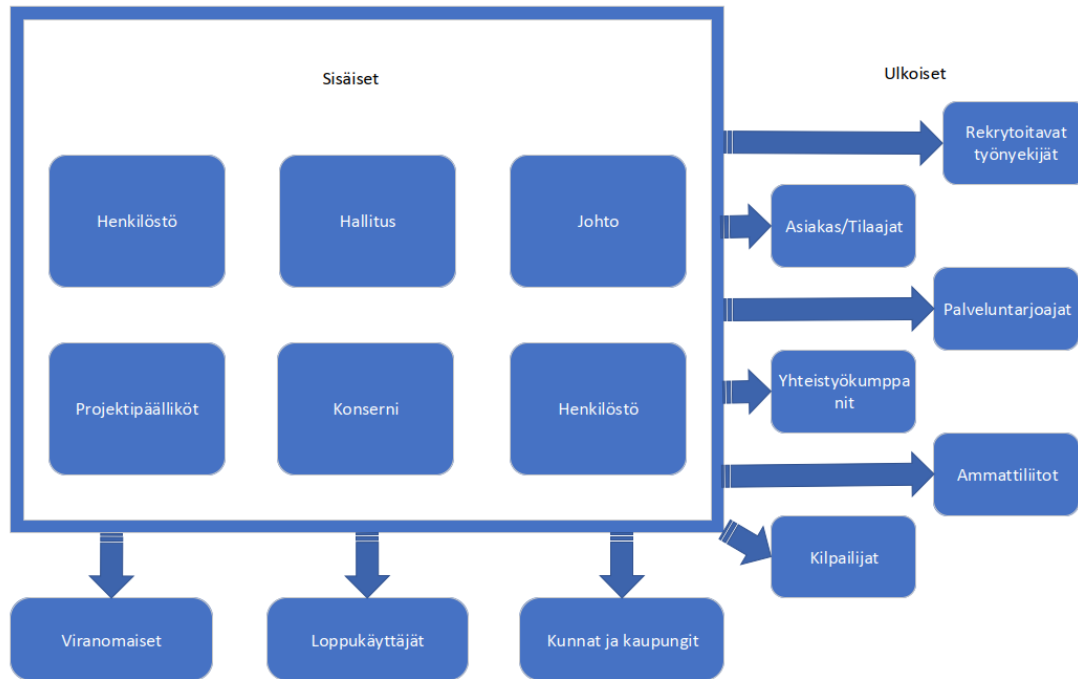 Sisäiset
Ulkoiset
Henkilöstö
Hallitus
Johto
Projektipäälliköt
Konserni
Henkilöstö
Rekrytoitavat
työnyekijät
Asiakas/Tilaajat
Palveluntarjoajat
Yhteistyökumppa
nit
Ammattiliitot
Kilpailijat
Viranomaiset
Loppukäyttäjät
Kunnat ja kaupungit